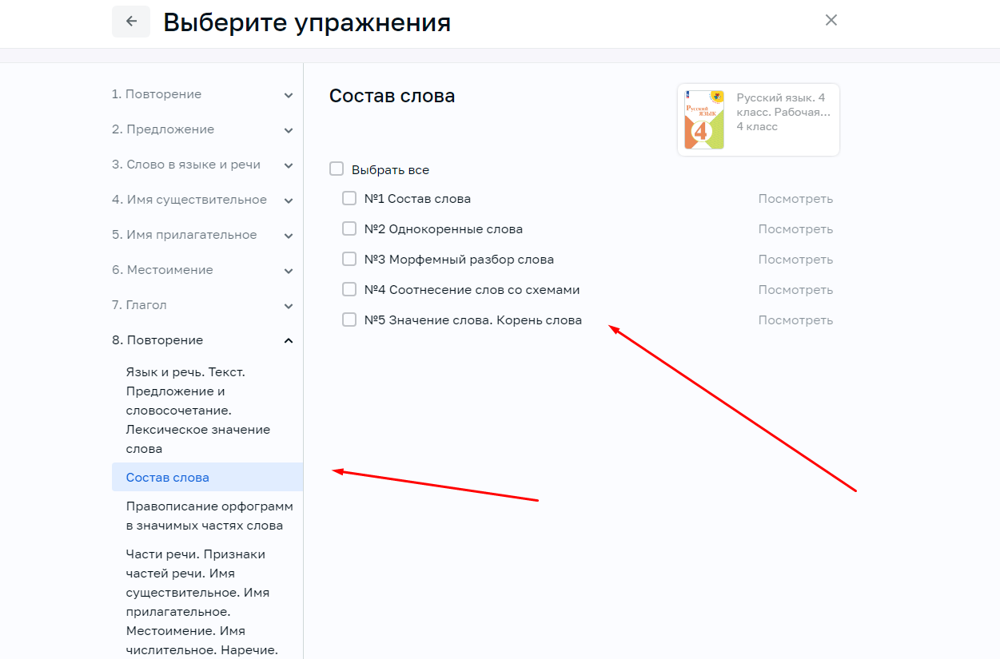 Выберите упражнения
1. Повторение
2. Предложение
3. Слово в языке и речи
4. Имя существительное
5. Имя прилагательное
6. Местоимение
7. Глагол
8. Повторение
Язык и речь. Текст.
Предложение и
словосочетание.
Лексическое значение
слова
Состав слова
Правописание орфограмм
в значимых частях слова
Части речи. Признаки
частей речи. Имя
существительное. Имя
прилагательное.
Местоимение. Имя
числительное. Наречие.
Состав слова
Русский
ЯЗЫК
4
Русский язык. 4
класс. Рабочая...
4 класс
Выбрать все
№1 Состав слова Посмотреть
№2 Однокоренные слова Посмотреть
№3 Морфемный разбор слова Посмотреть
№4 Соотнесение слов со схемами Посмотреть
№5 Значение слова. Корень слова Посмотреть